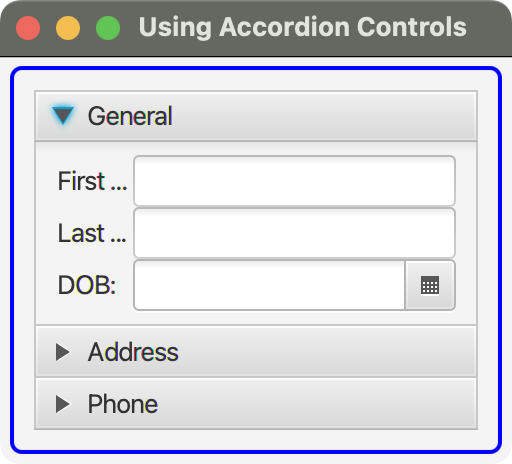 Using Accordion Controls
General
First ...
Last ...
DOB:
Address
Phone